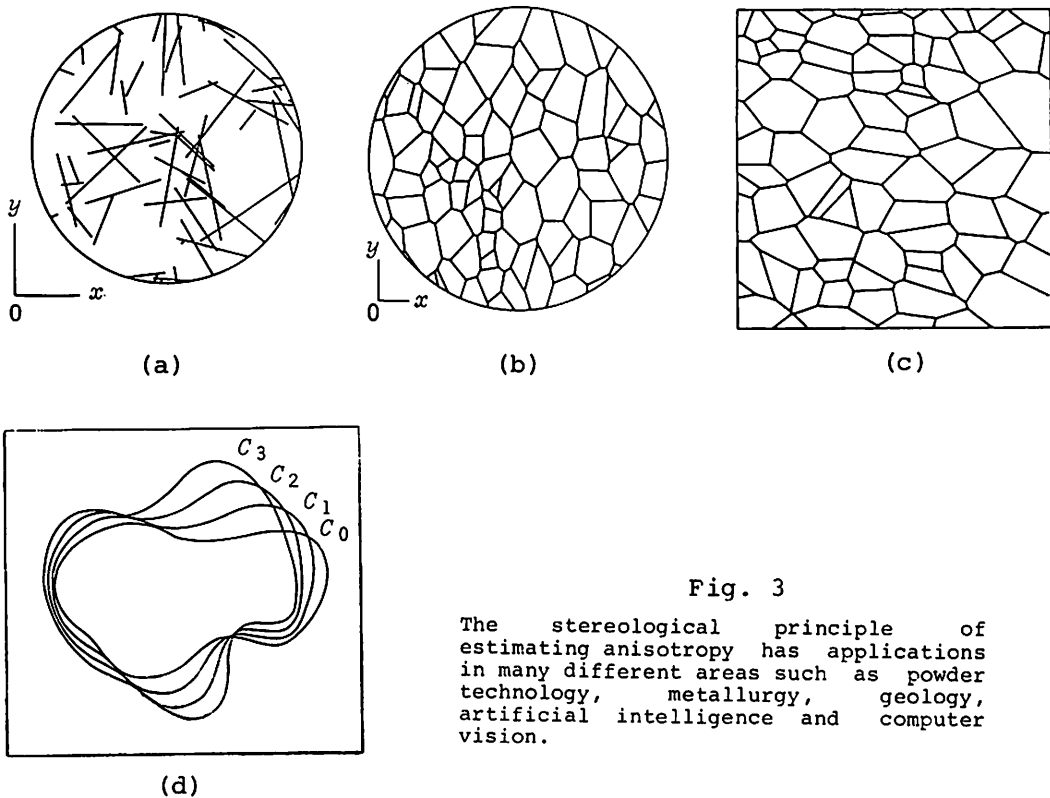 y
0
x
(a)
y
0
x
(b)
(c)
C3
C2
C1
C0
(d)
Fig. 3
The stereological principle of
estimating anisotropy has applications
in many different areas such as powder
technology, metallurgy, geology,
artificial intelligence and computer
vision.